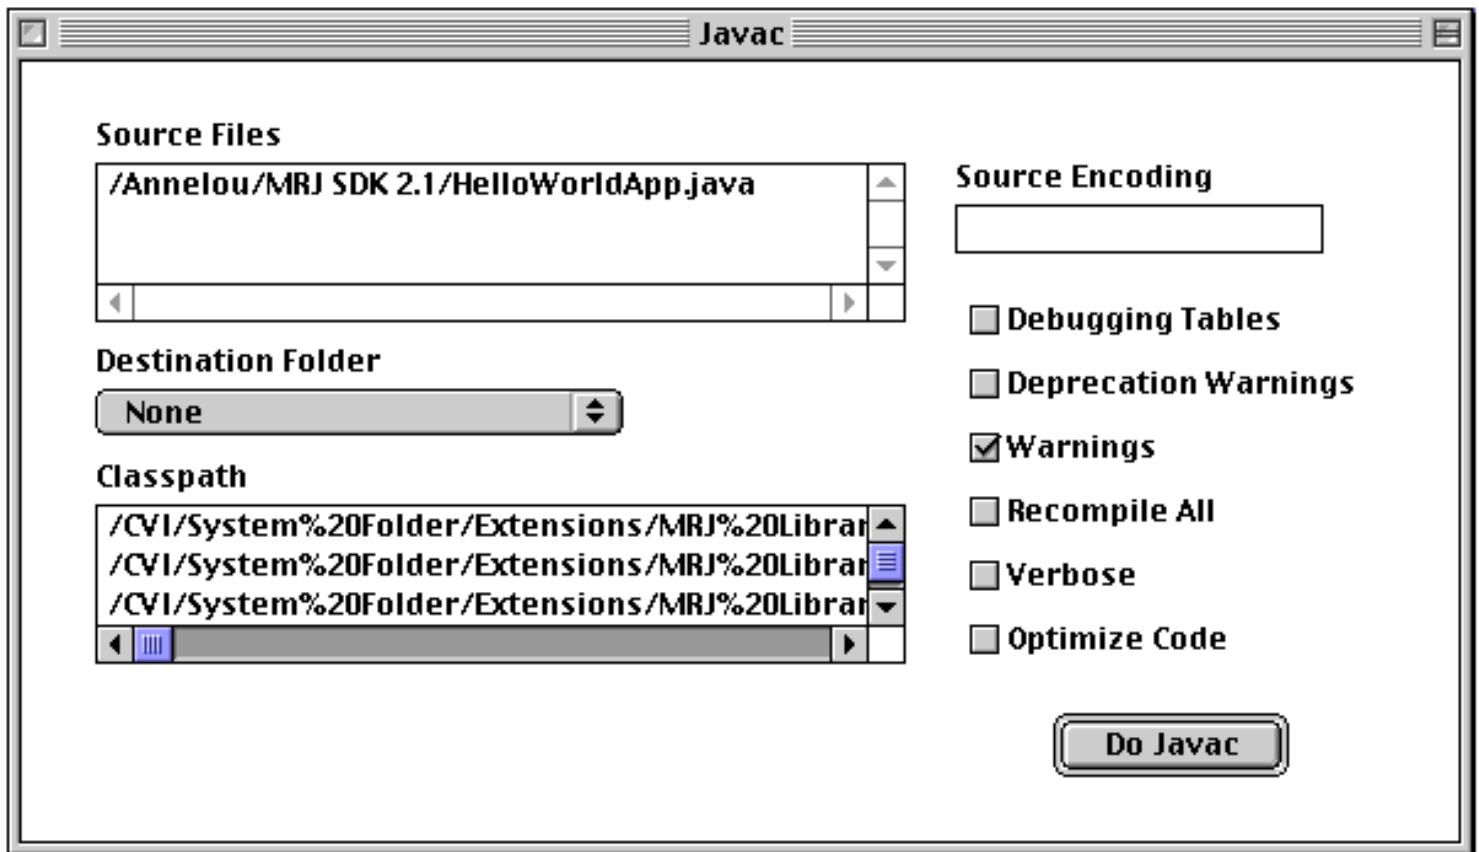 Javac
Source Files
/Annelou/MRJ SDK 2.1/HelloWorldApp.java
Destination Folder
None
Classpath
/CVI/System%20Folder/Extensions/MRJ%20Librar
/CVI/System%20Folder/Extensions/MRJ%20Librar
/CVI/System%20Folder/Extensions/MRJ%20Librar
Source Encoding
Debugging Tables
Deprecation Warnings
Warnings
Recompile All
Verbose
Optimize Code
Do Javac